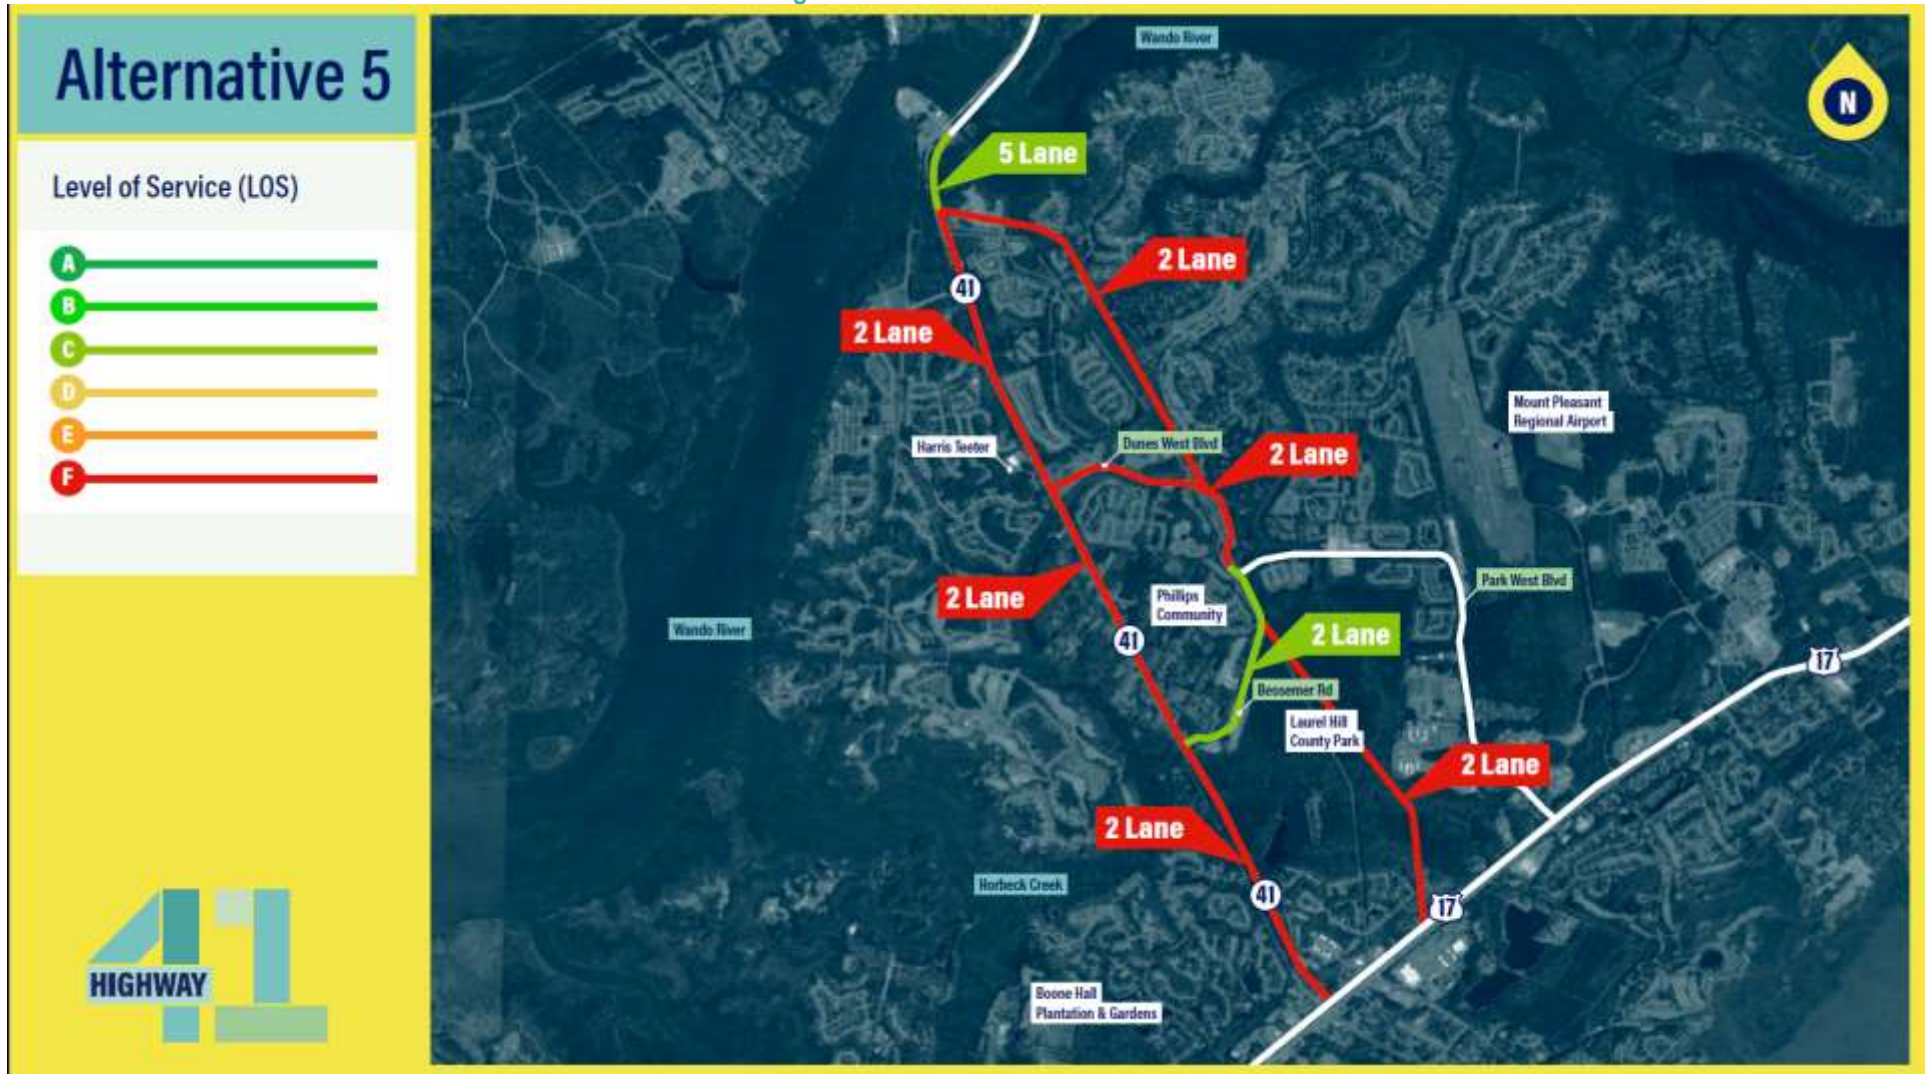 Alternative 5
Level of Service (LOS)
A
B
C
D
E
F
HIGHWAY
41
Wando River
N
5 Lane
2 Lane
41
2 Lane
Mount Pleasant
Regional Airport
Harris Teeter
Dunes West Blvd
2 Lane
Park West Blvd
2 Lane
Phillips
Community
Wando River
41
2 Lane
17
Bessemer Rd
Laurel Hill
County Park
2 Lane
2 Lane
Horbeck Creek
41
17
Boone Hall
Plantation & Gardens